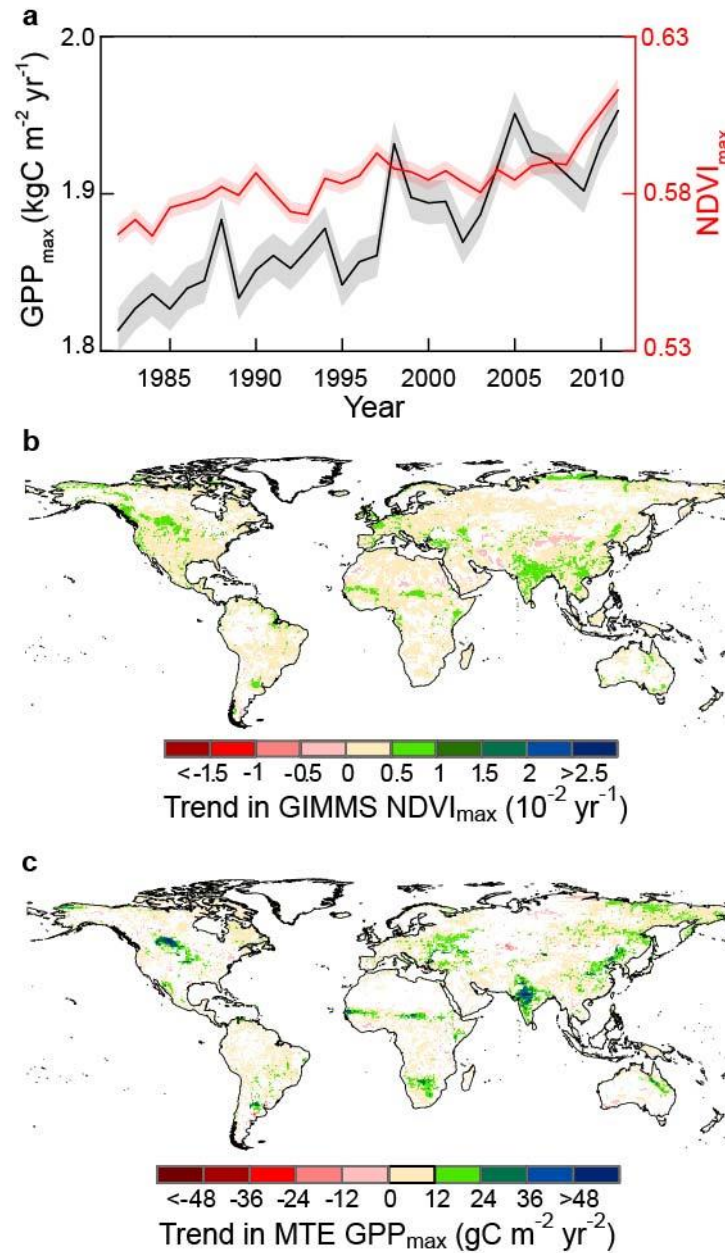 a
2.0
1.9
1.8
GPPmax (kgC m-2 yr-1)
0.63
0.58
0.53
NDVImax
1985 1990 1995 2000 2005 2010
Year
b
<-1.5 -1 -0.5 0 0.5 1 1.5 2 >2.5
Trend in GIMMS NDVImax (10-2 yr-1)
c
<-48 -36 -24 -12 0 12 24 36 >48
Trend in MTE GPPmax (gC m-2 yr-2)